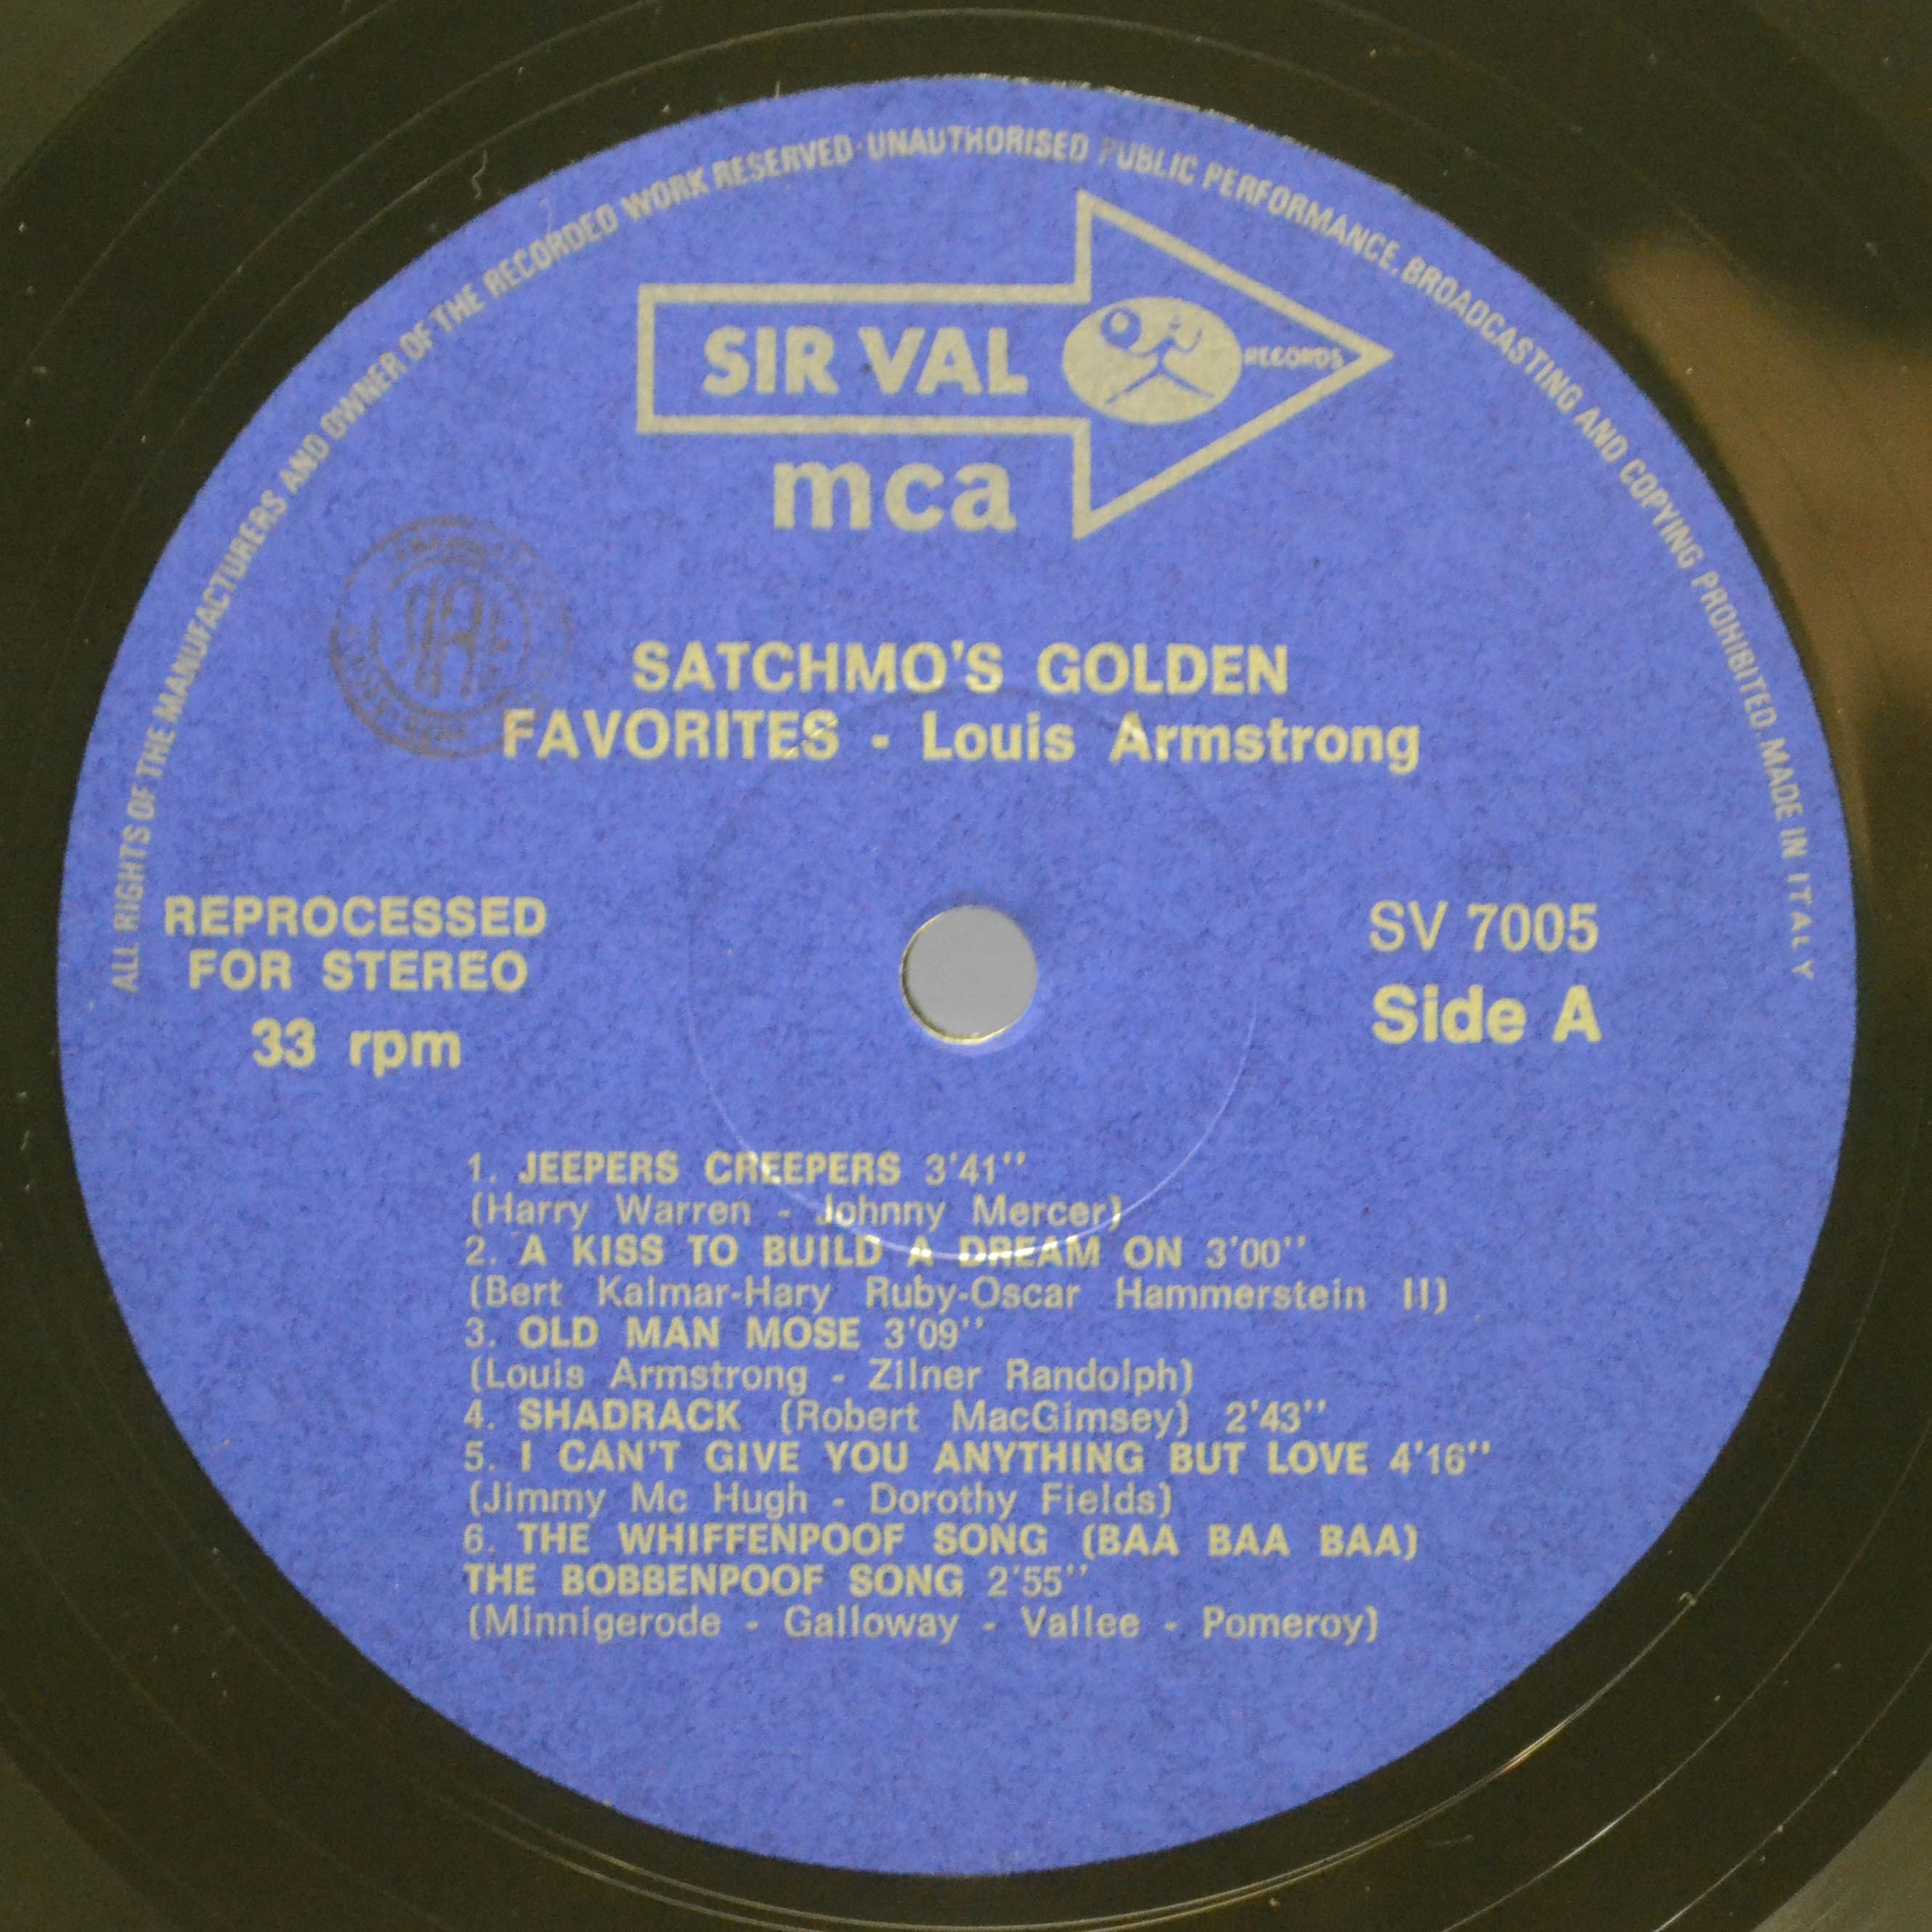 ALL RIGHTS OF THE MANUFACTURERS AND OWNER OF THE RECORDED WORK RESERVED·UNAUTHORISED PUBLIC PERFORMANCE, BROADCASTING AND COPYING PROHIBITED. MADE IN ITALY
SIR VAL RECORDS
mca
SATCHMO'S GOLDEN
FAVORITES - Louis Armstrong
REPROCESSED
FOR STEREO
33 rpm
SV 7005
Side A
1. JEEPERS CREEPERS 3'41''
(Harry Warren - Johnny Mercer)
2. A KISS TO BUILD A DREAM ON 3'00''
(Bert Kalmar-Hary Ruby-Oscar Hammerstein II)
3. OLD MAN MOSE 3'09''
(Louis Armstrong - Zilner Randolph)
4. SHADRACK (Robert MacGimsey) 2'43''
5. I CAN'T GIVE YOU ANYTHING BUT LOVE 4'16''
(Jimmy Mc Hugh - Dorothy Fields)
6. THE WHIFFENPOOF SONG (BAA BAA BAA)
THE BOBBENPOOF SONG 2'55''
(Minnigerode - Galloway - Vallee - Pomeroy)